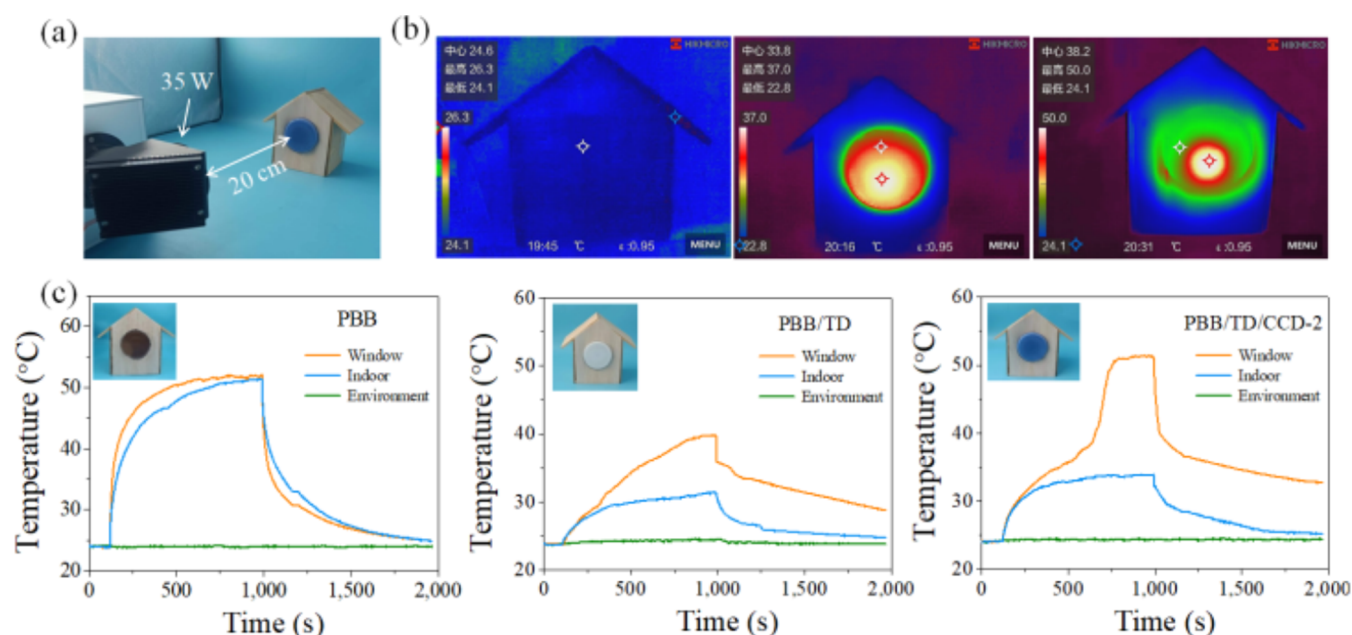 (a)
35 W
20 cm
(b)
中心 24.6
最高 26.3
最低 24.1
HIKMICRO
26.3
24.1
19:45 ℃ ε:0.95 MENU
中心 33.8
最高 37.0
最低 22.8
HIKMICRO
37.0
22.8
20:16 ℃ ε:0.95 MENU
中心 38.2
最高 50.0
最低 24.1
HIKMICRO
50.0
24.1
20:31 ℃ ε:0.95 MENU
(c)
PBB
Window
Indoor
Environment
Temperature (°C)
60
50
40
30
20
0 500 1,000 1,500 2,000
Time (s)
PBB/TD
Window
Indoor
Environment
Temperature (°C)
60
50
40
30
20
0 500 1,000 1,500 2,000
Time (s)
PBB/TD/CCD-2
Window
Indoor
Environment
Temperature (°C)
60
50
40
30
20
0 500 1,000 1,500 2,000
Time (s)